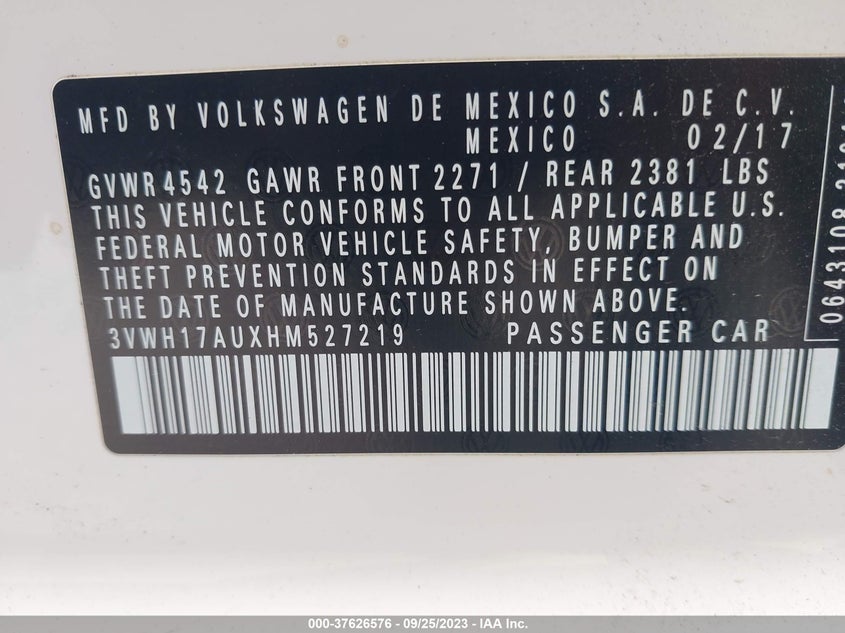 MFD BY VOLKSWAGEN DE MEXICO S.A. DE C.V.
MEXICO 02/17
GVWR4542 GAWR FRONT 2271 / REAR 2381 LBS
THIS VEHICLE CONFORMS TO ALL APPLICABLE U.S.
FEDERAL MOTOR VEHICLE SAFETY, BUMPER AND
THEFT PREVENTION STANDARDS IN EFFECT ON
THE DATE OF MANUFACTURE SHOWN ABOVE.
3VWH17AUXHM527219 PASSENGER CAR
0643108
000-37626576 - 09/25/2023 - IAA Inc.